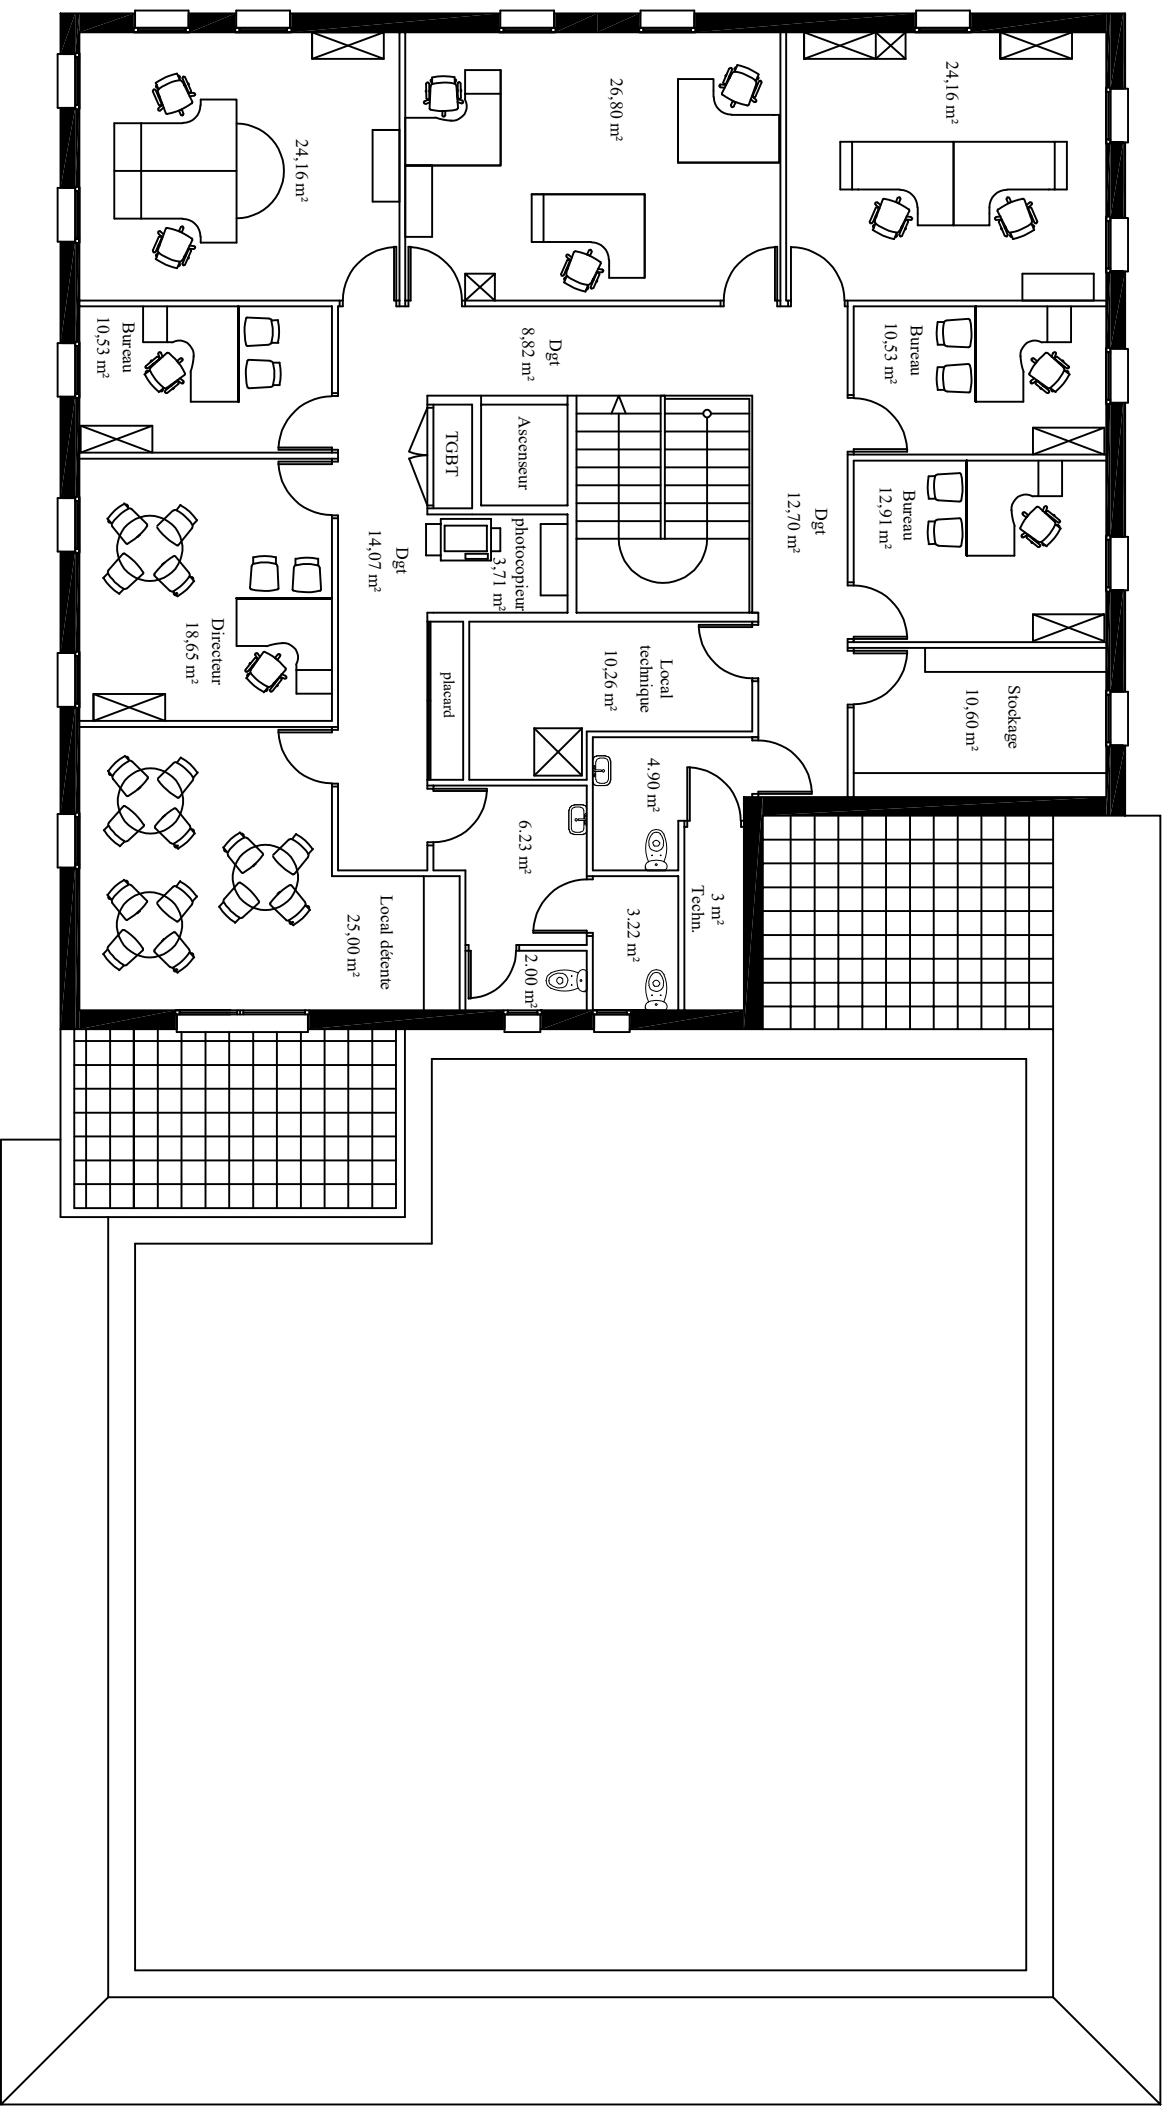 24,16 m²
26,80 m²
24,16 m²
Bureau
10,53 m²
Dgt
8,82 m²
Bureau
10,53 m²
TGBT
Ascenseur
Dgt
12,70 m²
Bureau
12,91 m²
Dgt
14,07 m²
photocopieur
3,71 m²
Directeur
18,65 m²
placard
Local
technique
10,26 m²
Stockage
10,60 m²
4.90 m²
6.23 m²
3 m²
Techn.
3.22 m²
Local détente
25,00 m²
2.00 m²